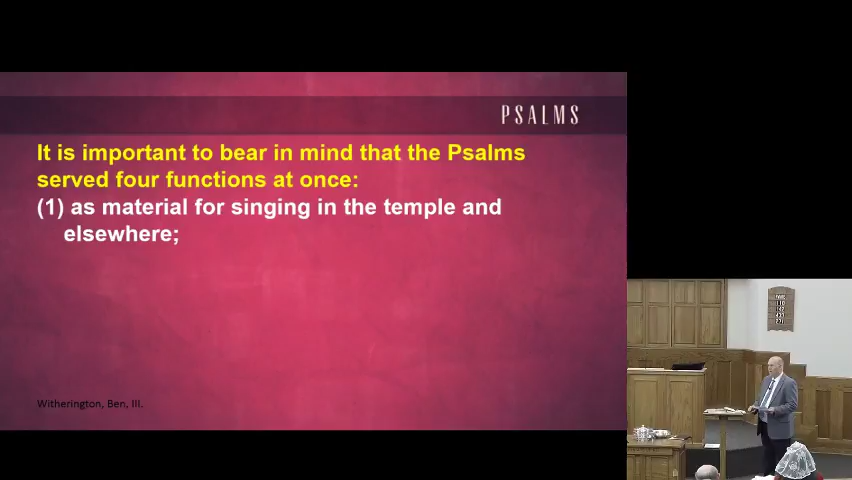 PSALMS
It is important to bear in mind that the Psalms
served four functions at once:
(1) as material for singing in the temple and
elsewhere;
Witherington, Ben, III.